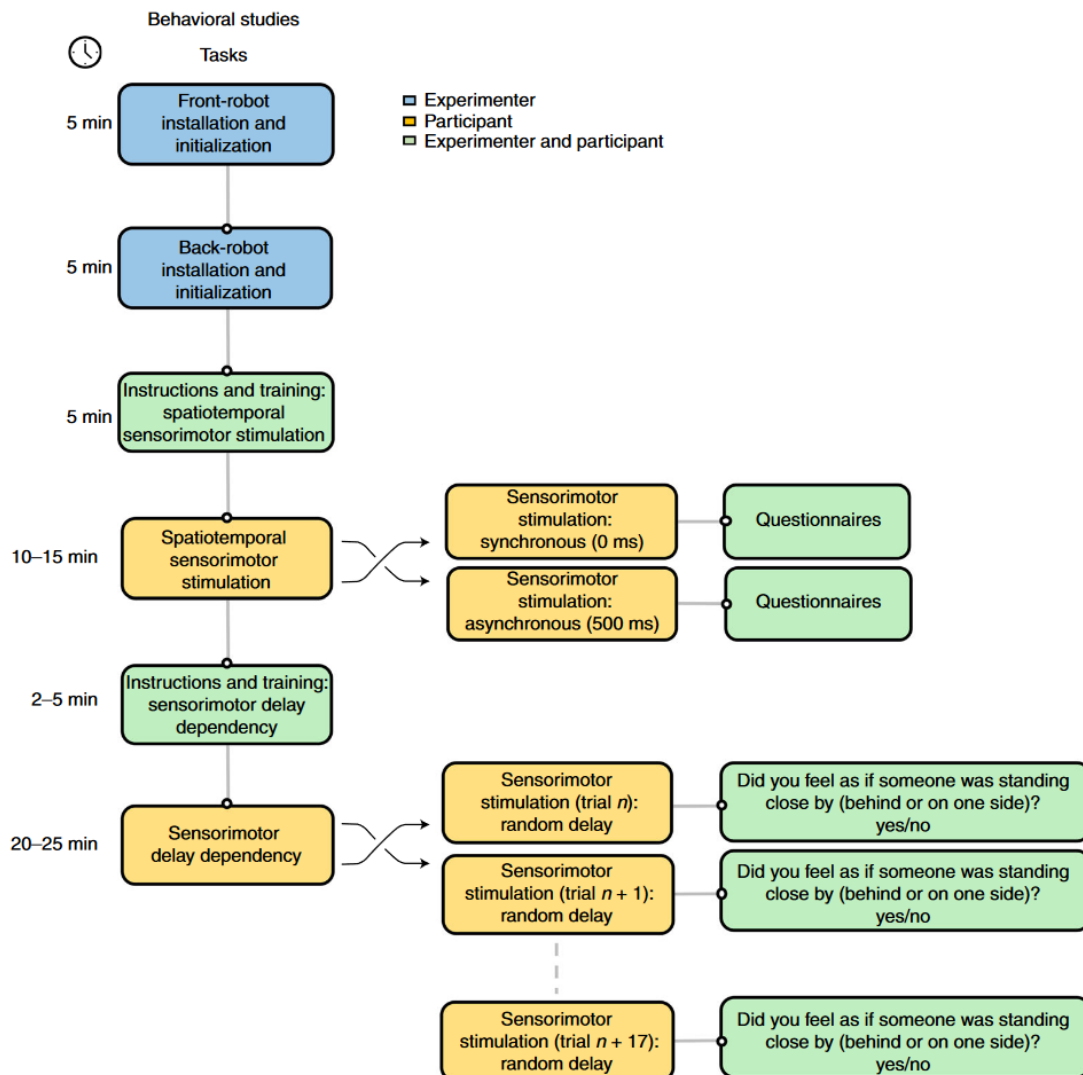 Behavioral studies
Tasks
5 min
Front-robot
installation and
initialization
Experimenter
Participant
Experimenter and participant
5 min
Back-robot
installation and
initialization
5 min
Instructions and training:
spatiotemporal
sensorimotor stimulation
10–15 min
Spatiotemporal
sensorimotor
stimulation
Sensorimotor
stimulation:
synchronous (0 ms)
Questionnaires
Sensorimotor
stimulation:
asynchronous (500 ms)
Questionnaires
2–5 min
Instructions and training:
sensorimotor delay
dependency
20–25 min
Sensorimotor
delay dependency
Sensorimotor
stimulation (trial n):
random delay
Did you feel as if someone was standing
close by (behind or on one side)?
yes/no
Sensorimotor
stimulation (trial n + 1):
random delay
Did you feel as if someone was standing
close by (behind or on one side)?
yes/no
Sensorimotor
stimulation (trial n + 17):
random delay
Did you feel as if someone was standing
close by (behind or on one side)?
yes/no